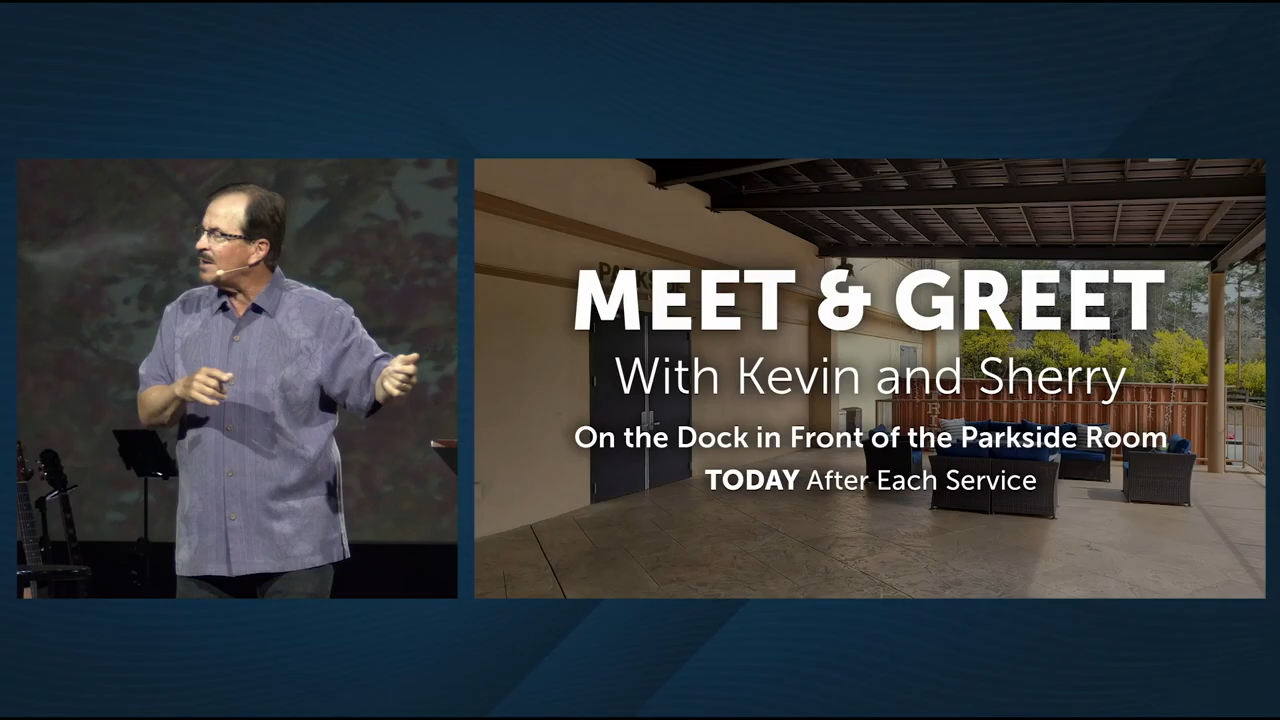 MEET & GREET
With Kevin and Sherry
On the Dock in Front of the Parkside Room
TODAY After Each Service